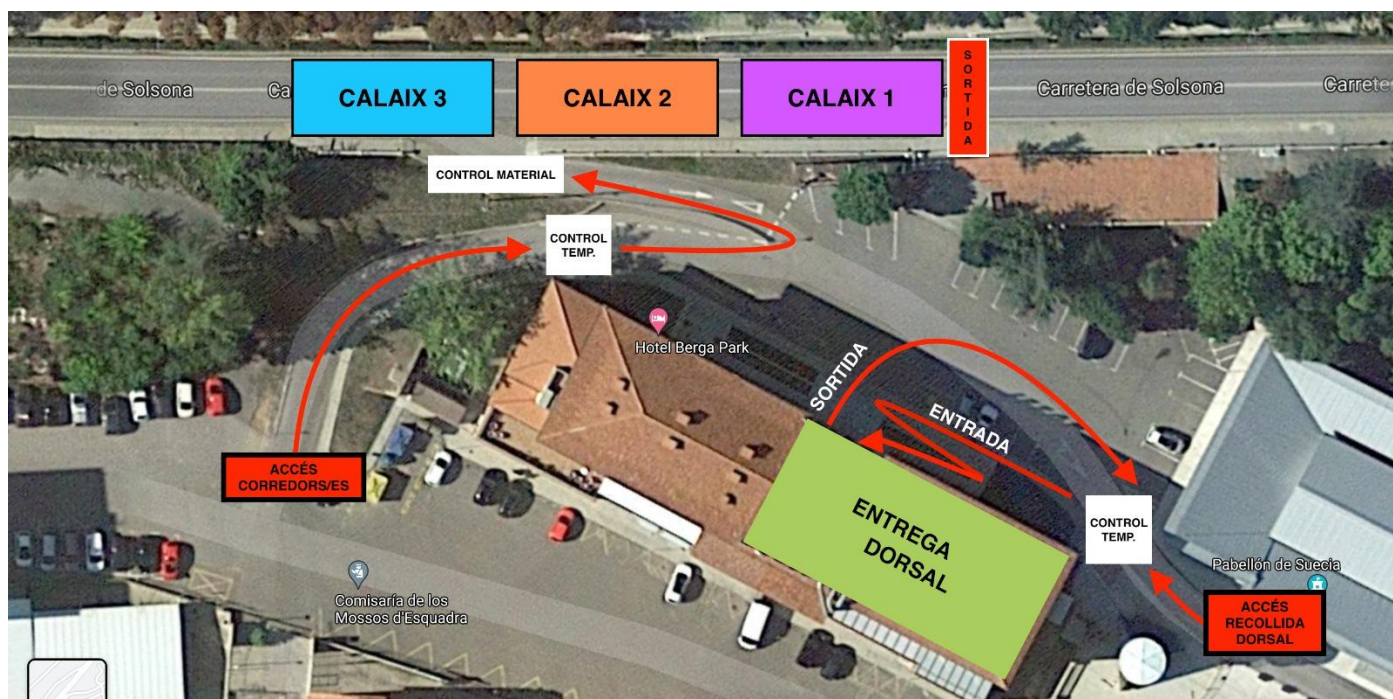 de Solsona
Ca
CALAIX 3
CALAIX 2
CALAIX 1
SORTIDA
Carretera de Solsona
Carrete
CONTROL MATERIAL
CONTROL
TEMP.
Hotel Berga Park
SORTIDA
ENTRADA
ACCÉS
CORREDORS/ES
ENTREGA
DORSAL
CONTROL
TEMP.
Pabellón de Suecia
Comisaría de los
Mossos d'Esquadra
ACCÉS
RECOLLIDA
DORSAL